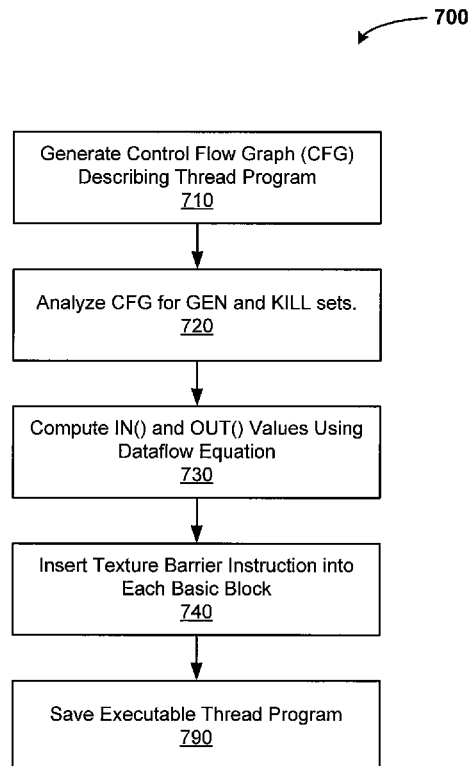 700
Generate Control Flow Graph (CFG)
Describing Thread Program
710
Analyze CFG for GEN and KILL sets.
720
Compute IN() and OUT() Values Using
Dataflow Equation
730
Insert Texture Barrier Instruction into
Each Basic Block
740
Save Executable Thread Program
790